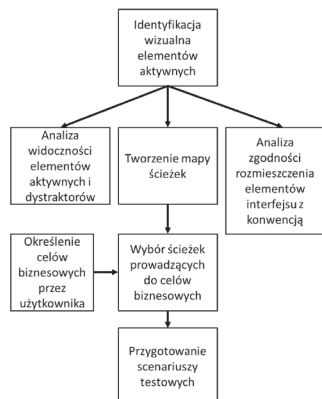 Identyfikacja
wizualna
elementów
aktywnych
Analiza
widoczności
elementów
aktywnych i
dystraktorów
Tworzenie mapy
ścieżek
Analiza
zgodności
rozmieszczenia
elementów
interfejsu z
konwencją
Określenie
celów
biznesowych
przez
użytkownika
Wybór ścieżek
prowadzących
do celów
biznesowych
Przygotowanie
scenariuszy
testowych